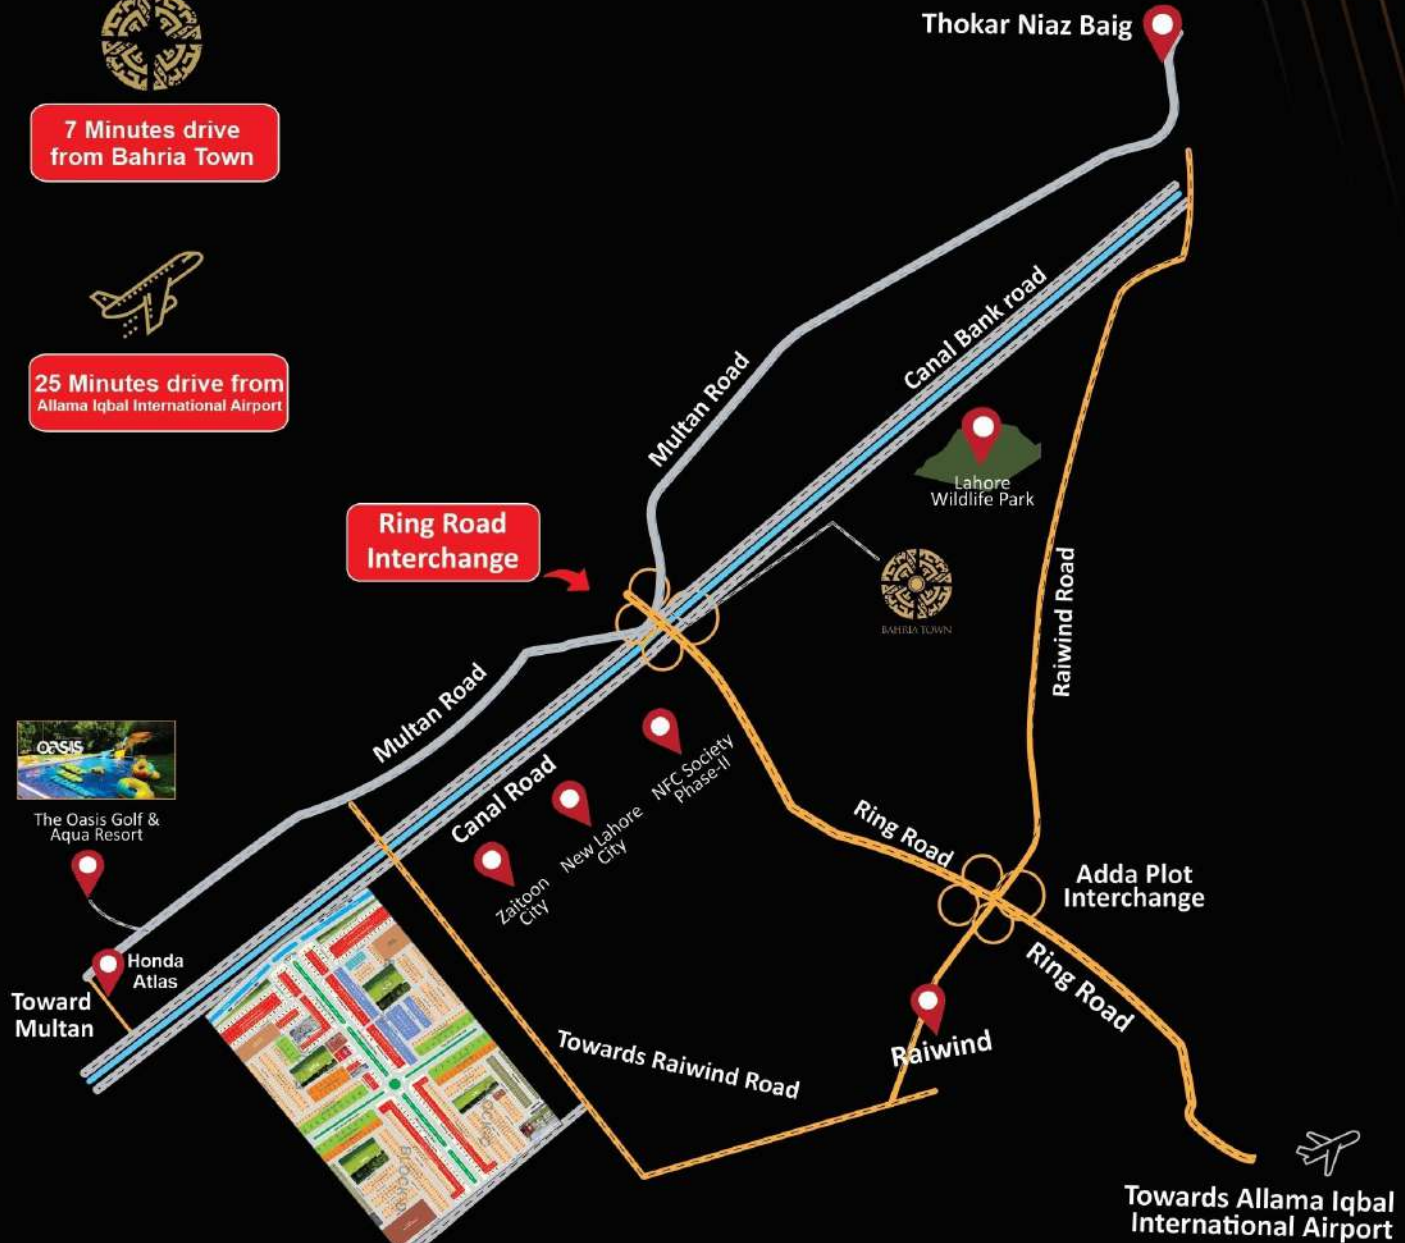 Thokar Niaz Baig
7 Minutes drive
from Bahria Town
25 Minutes drive from
Allama Iqbal International Airport
Canal Bank road
Multan Road
Lahore
Wildlife Park
Ring Road
Interchange
BAHRIA TOWN
Raiwind Road
Multan Road
OASIS
The Oasis Golf &
Aqua Resort
Canal Road
NFC Society
Phase-II
New Lahore
City
Zaitoon
City
Ring Road
Adda Plot
Interchange
Honda
Atlas
Toward
Multan
Ring Road
Raiwind
Towards Raiwind Road
BLOCK-D
Towards Allama Iqbal
International Airport